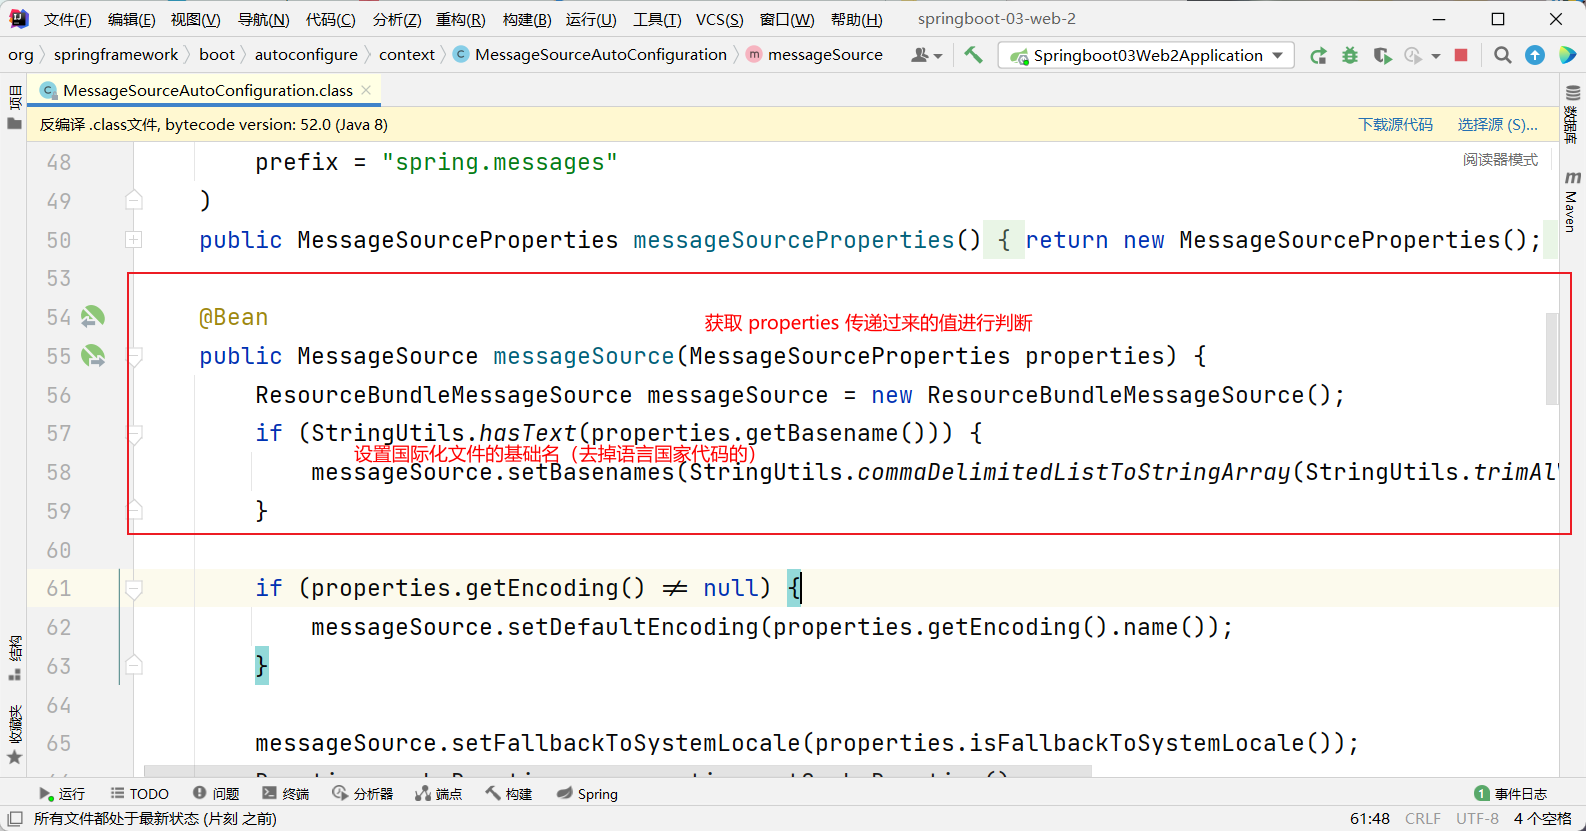 文件(F) 编辑(E) 视图(V) 导航(N) 代码(C) 分析(Z) 重构(R) 构建(B) 运行(U) 工具(T) VCS(S) 窗口(W) 帮助(H) springboot-03-web-2
org springframework boot autoconfigure context MessageSourceAutoConfiguration messageSource Springboot03Web2Application
项目
MessageSourceAutoConfiguration.class
反编译 .class文件, bytecode version: 52.0 (Java 8) 下载源代码 选择源 (S)...
数据库
阅读器模式
Maven
48 prefix = "spring.messages"
49 )
50 public MessageSourceProperties messageSourceProperties() { return new MessageSourceProperties();
53
54 @Bean
获取 properties 传递过来的值进行判断
55 public MessageSource messageSource(MessageSourceProperties properties) {
56 ResourceBundleMessageSource messageSource = new ResourceBundleMessageSource();
57 if (StringUtils.hasText(properties.getBasename())) {
设置国际化文件的基础名（去掉语言国家代码的）
58 messageSource.setBasenames(StringUtils.commaDelimitedListToStringArray(StringUtils.trimAl
59 }
60
61 if (properties.getEncoding() ≠ null) {
62 messageSource.setDefaultEncoding(properties.getEncoding().name());
63 }
64
65 messageSource.setFallbackToSystemLocale(properties.isFallbackToSystemLocale());
结构
收藏夹
运行 TODO 问题 终端 分析器 端点 构建 Spring 1 事件日志
所有文件都处于最新状态 (片刻 之前) 61:48 CRLF UTF-8 4 个空格